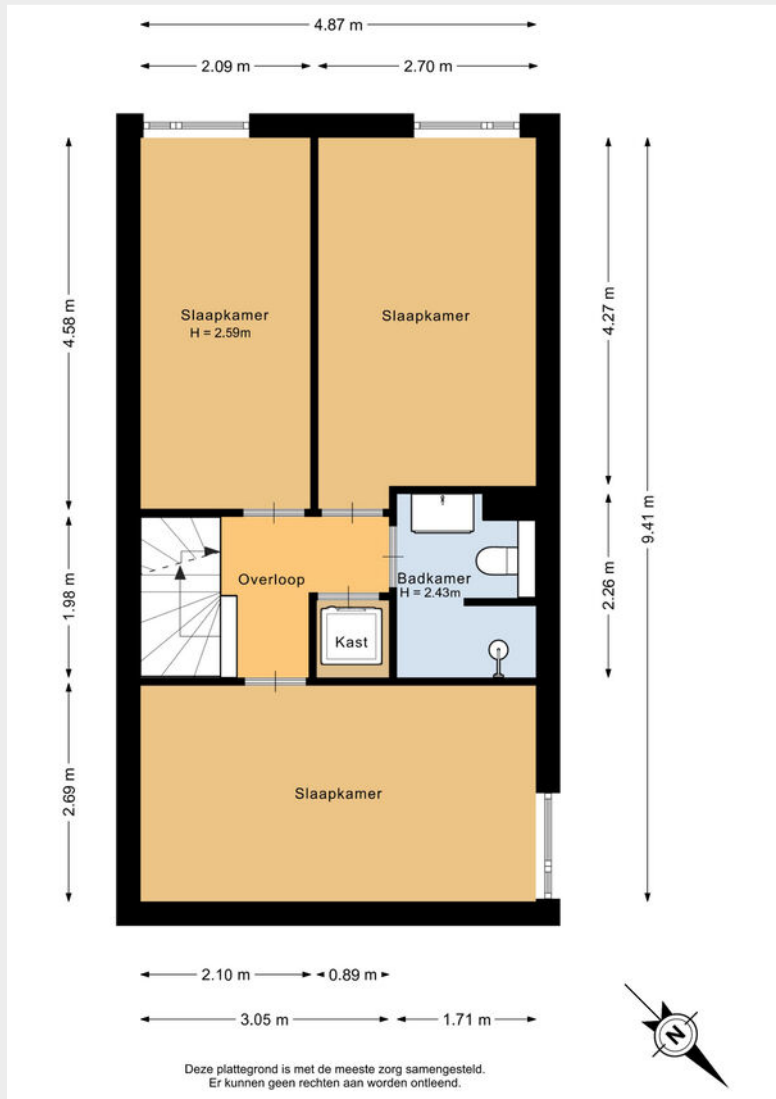 4.87 m
2.09 m
2.70 m
4.58 m
4.27 m
9.41 m
Slaapkamer
H = 2.59m
Slaapkamer
1.98 m
2.26 m
Overloop
Badkamer
H = 2.43m
Kast
2.69 m
Slaapkamer
2.10 m
0.89 m
3.05 m
1.71 m
N
Deze plattegrond is met de meeste zorg samengesteld.
Er kunnen geen rechten aan worden ontleend.